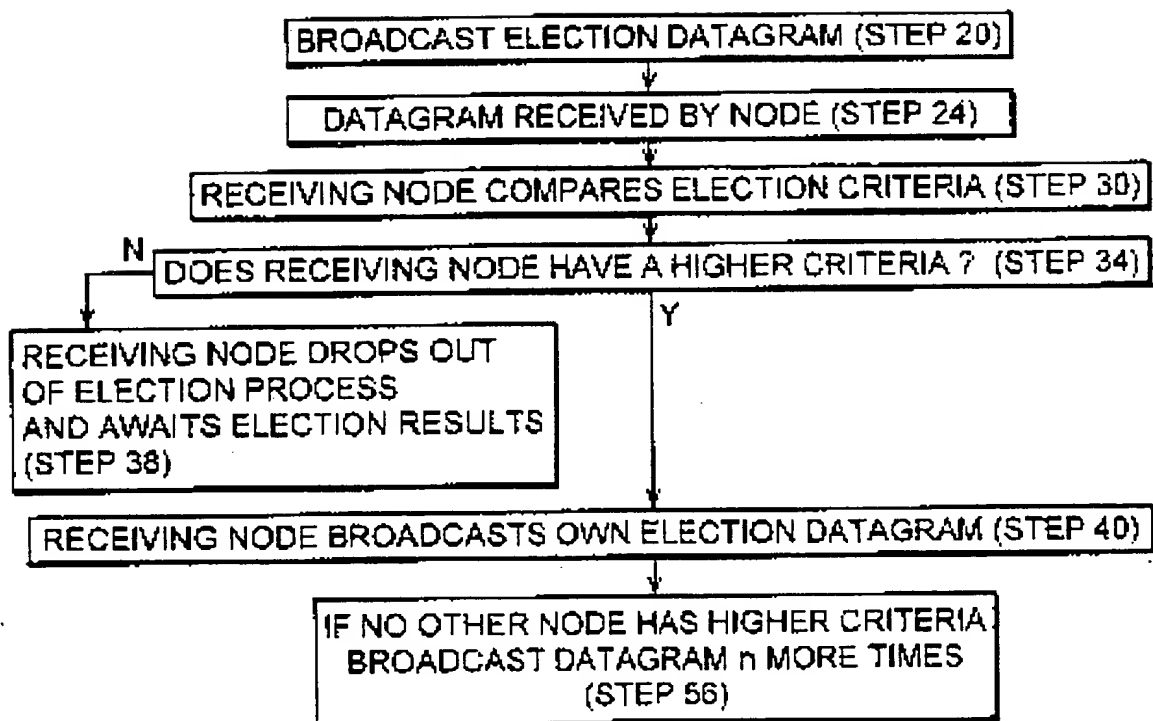 BROADCAST ELECTION DATAGRAM (STEP 20)
DATAGRAM RECEIVED BY NODE (STEP 24)
RECEIVING NODE COMPARES ELECTION CRITERIA (STEP 30)
N
DOES RECEIVING NODE HAVE A HIGHER CRITERIA ? (STEP 34)
Y
RECEIVING NODE DROPS OUT
OF ELECTION PROCESS
AND AWAITS ELECTION RESULTS
(STEP 38)
RECEIVING NODE BROADCASTS OWN ELECTION DATAGRAM (STEP 40)
IF NO OTHER NODE HAS HIGHER CRITERIA
BROADCAST DATAGRAM n MORE TIMES
(STEP 56)